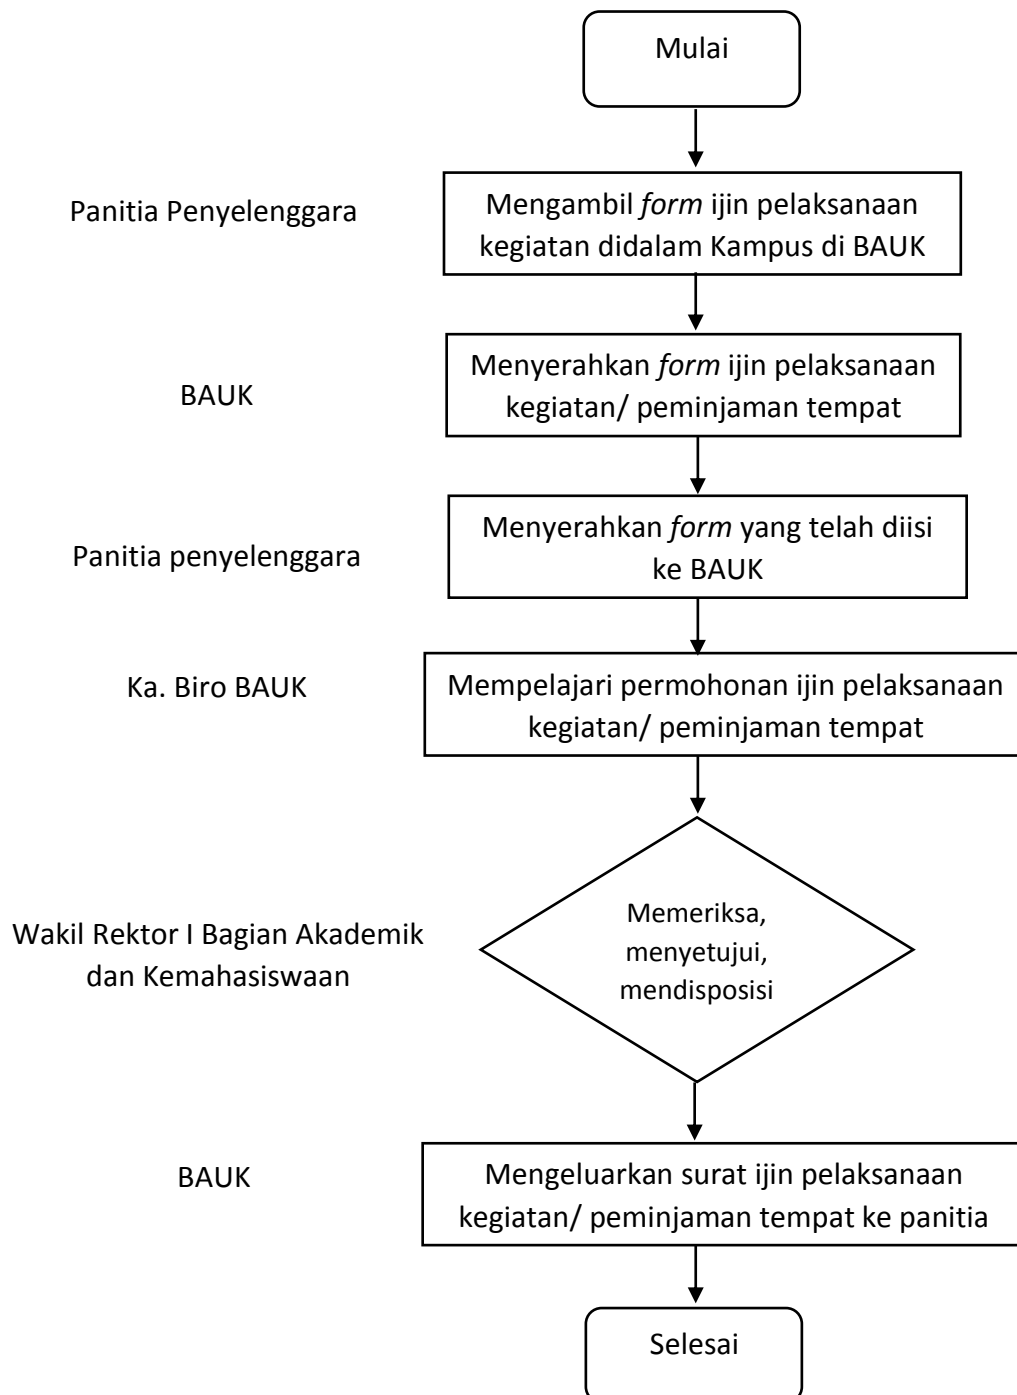 Mulai
Panitia Penyelenggara
Mengambil form ijin pelaksanaan
kegiatan didalam Kampus di BAUK
BAUK
Menyerahkan form ijin pelaksanaan
kegiatan/ peminjaman tempat
Panitia penyelenggara
Menyerahkan form yang telah diisi
ke BAUK
Ka. Biro BAUK
Mempelajari permohonan ijin pelaksanaan
kegiatan/ peminjaman tempat
Wakil Rektor I Bagian Akademik
dan Kemahasiswaan
Memeriksa,
menyetujui,
mendisposisi
BAUK
Mengeluarkan surat ijin pelaksanaan
kegiatan/ peminjaman tempat ke panitia
Selesai